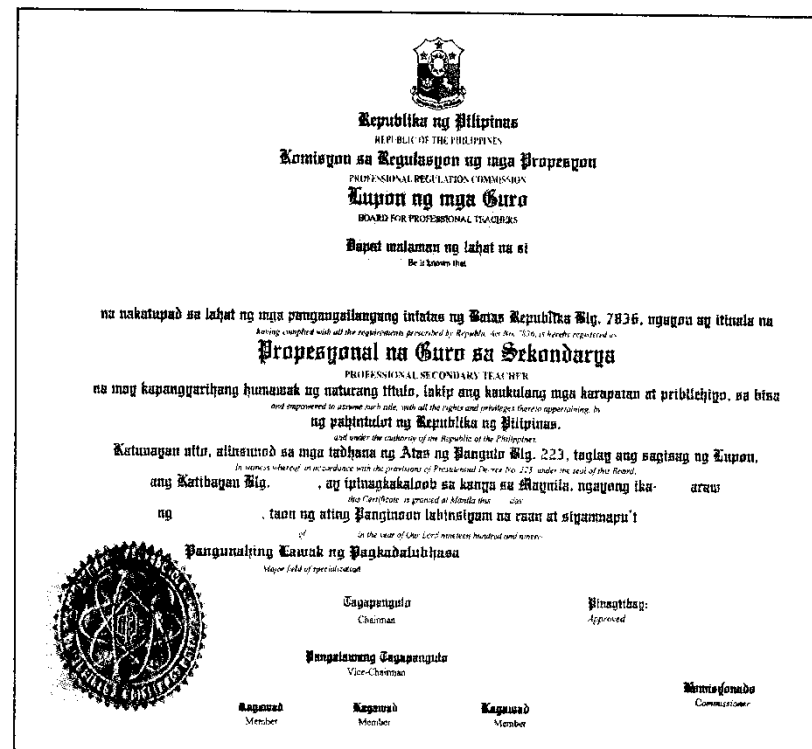 Republika ng Pilipinas
REPUBLIC OF THE PHILIPPINES
Komisyon sa Regulasyon ng mga Propesyon
PROFESSIONAL REGULATION COMMISSION
Lupon ng mga Guro
BOARD FOR PROFESSIONAL TEACHERS
Dapat malaman ng lahat na si
Be it known that
na nakatupad sa lahat ng mga pangangailangang iniatas ng Batas Republika Blg. 7836, ngayon ay itinala na
having complied with all the requirements prescribed by Republic Act No. 7836, is hereby registered as
Propesyonal na Guro sa Sekondarya
PROFESSIONAL SECONDARY TEACHER
na may kapangyarihang humawak ng naturang titulo, lakip ang kaukulang mga karapatan at pribilehiyo, sa bisa
and empowered to assume such title, with all the rights and privileges thereto appertaining, by
ng pahintulot ng Republika ng Pilipinas.
and under the authority of the Republic of the Philippines.
Katunayan nito, alinsunod sa mga tadhana ng Atas ng Pangulo Blg. 223, taglay ang sagisag ng Lupon,
In witness whereof in accordance with the provisions of Presidential Decree No. 223 under the seal of this Board,
ang Katibayan Blg. , ay ipinagkakaloob sa kanya sa Maynila, ngayong ika- araw
this Certificate is granted at Manila this day
ng , taon ng ating Panginoon labinsiyam na raan at siyamnapu't
of in the year of Our Lord nineteen hundred and ninety-
Pangunahing Lawak ng Pagkadalubhasa
Major field of specialization
Tagapangulo Pinagtibay:
Chairman Approved
Pangalawang Tagapangulo
Vice-Chairman
Komisyonado
Commissioner
Kagawad Kagawad Kagawad
Member Member Member